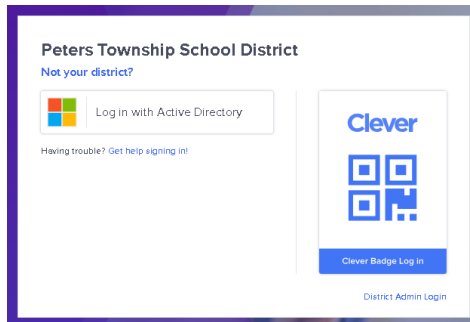 Peters Township School District
Not your district?
Log in with Active Directory
Having trouble? Get help signing in!
Clever
Clever Badge Log in
District Admin Login